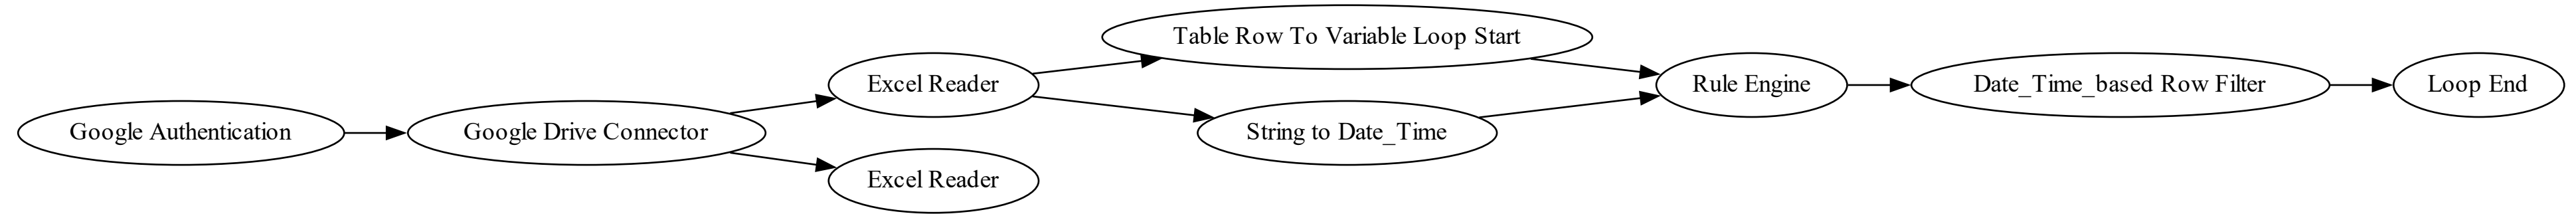 Google Authentication
Google Drive Connector
Excel Reader
Excel Reader
Table Row To Variable Loop Start
String to Date_Time
Rule Engine
Date_Time_based Row Filter
Loop End